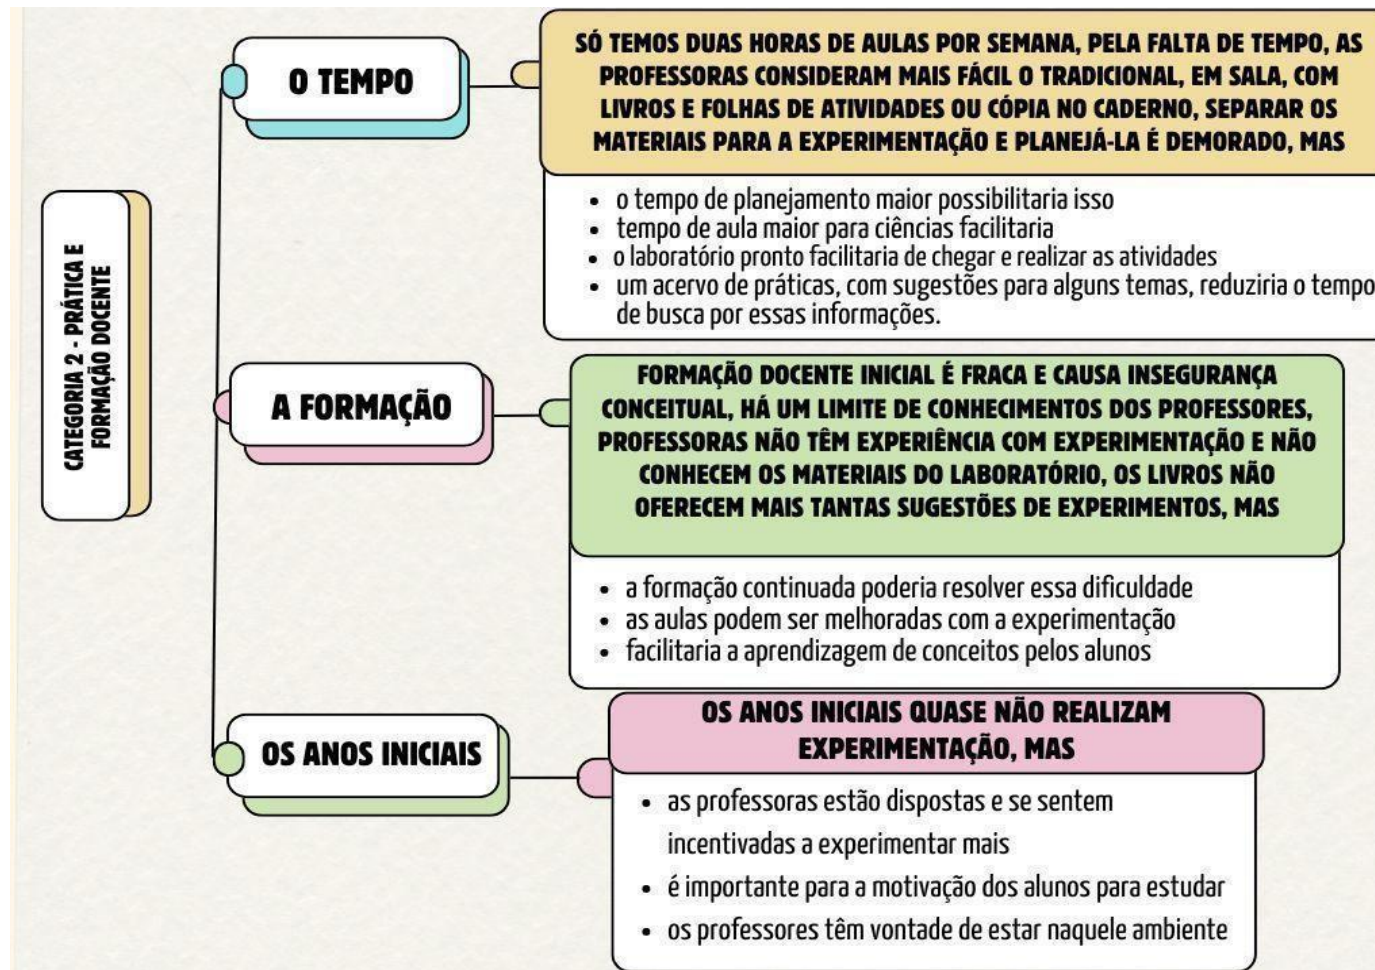 CATEGORIA 2 - PRÁTICA E
FORMAÇÃO DOCENTE
O TEMPO
SÓ TEMOS DUAS HORAS DE AULAS POR SEMANA, PELA FALTA DE TEMPO, AS
PROFESSORAS CONSIDERAM MAIS FÁCIL O TRADICIONAL, EM SALA, COM
LIVROS E FOLHAS DE ATIVIDADES OU CÓPIA NO CADERNO, SEPARAR OS
MATERIAIS PARA A EXPERIMENTAÇÃO E PLANEJÁ-LA É DEMORADO, MAS
• o tempo de planejamento maior possibilitaria isso
• tempo de aula maior para ciências facilitaria
• o laboratório pronto facilitaria de chegar e realizar as atividades
• um acervo de práticas, com sugestões para alguns temas, reduziria o tempo
de busca por essas informações.
A FORMAÇÃO
FORMAÇÃO DOCENTE INICIAL É FRACA E CAUSA INSEGURANÇA
CONCEITUAL, HÁ UM LIMITE DE CONHECIMENTOS DOS PROFESSORES,
PROFESSORAS NÃO TÊM EXPERIÊNCIA COM EXPERIMENTAÇÃO E NÃO
CONHECEM OS MATERIAIS DO LABORATÓRIO, OS LIVROS NÃO
OFERECEM MAIS TANTAS SUGESTÕES DE EXPERIMENTOS, MAS
• a formação continuada poderia resolver essa dificuldade
• as aulas podem ser melhoradas com a experimentação
• facilitaria a aprendizagem de conceitos pelos alunos
OS ANOS INICIAIS
OS ANOS INICIAIS QUASE NÃO REALIZAM
EXPERIMENTAÇÃO, MAS
• as professoras estão dispostas e se sentem
incentivadas a experimentar mais
• é importante para a motivação dos alunos para estudar
• os professores têm vontade de estar naquele ambiente